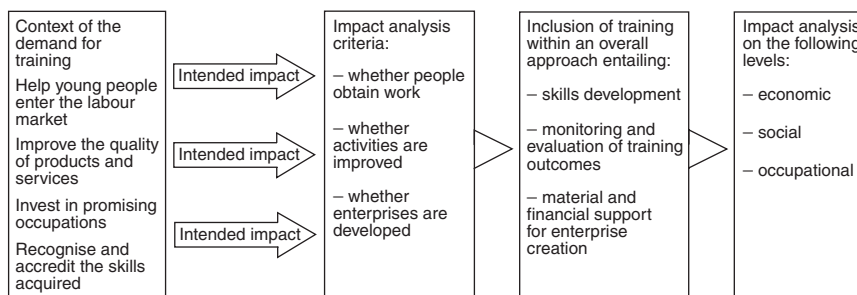 Context of the
demand for
training
Help young people
enter the labour
market
Improve the quality
of products and
services
Invest in promising
occupations
Recognise and
accredit the skills
acquired
Intended impact
Intended impact
Intended impact
Impact analysis
criteria:
– whether people
obtain work
– whether
activities are
improved
– whether
enterprises are
developed
Inclusion of training
within an overall
approach entailing:
– skills development
– monitoring and
evaluation of training
outcomes
– material and
financial support
for enterprise
creation
Impact analysis
on the following
levels:
– economic
– social
– occupational